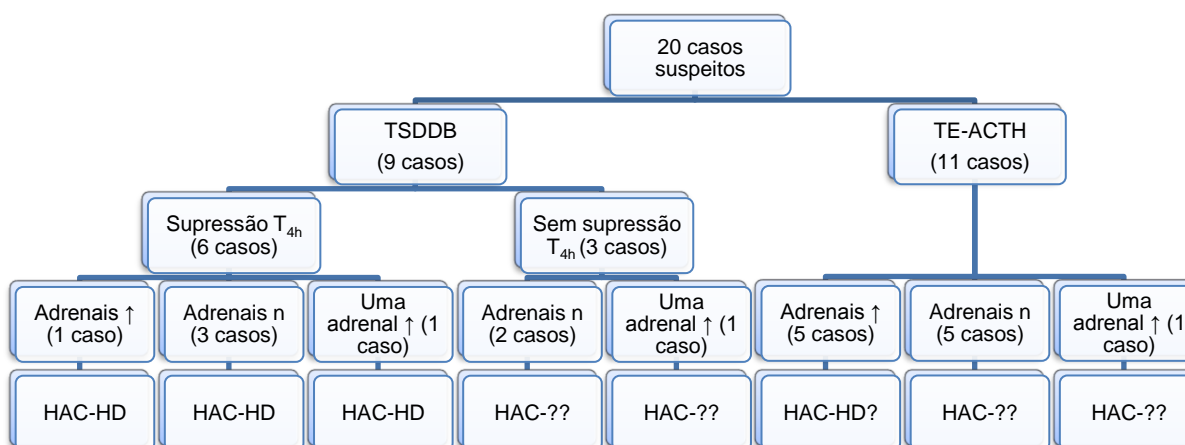 20 casos
suspeitos
TSDDB
(9 casos)
TE-ACTH
(11 casos)
Supressão T4h
(6 casos)
Sem supressão
T4h (3 casos)
Adrenais ↑
(1 caso)
Adrenais n
(3 casos)
Uma
adrenal ↑ (1
caso)
Adrenais n
(2 casos)
Uma
adrenal ↑ (1
caso)
Adrenais ↑
(5 casos)
Adrenais n
(5 casos)
Uma
adrenal ↑ (1
caso)
HAC-HD
HAC-HD
HAC-HD
HAC-??
HAC-??
HAC-HD?
HAC-??
HAC-??